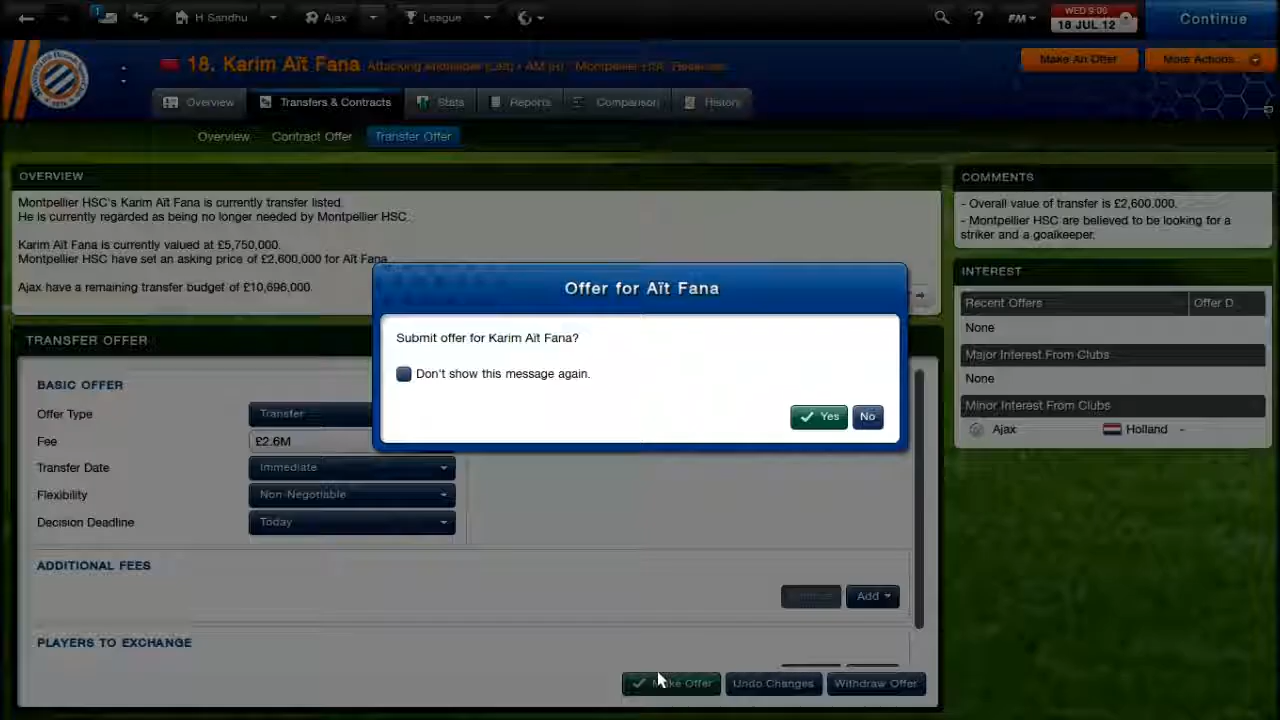 1
H Sandhu
Ajax
League
?
FM
WED 9:06
18 JUL 12
Continue
18. Karim Aït Fana
Make An Offer
More Actions
Overview
Transfers & Contracts
Stats
Reports
Comparison
History
Overview
Contract Offer
Transfer Offer
OVERVIEW
Montpellier HSC's Karim Aït Fana is currently transfer listed.
He is currently regarded as being no longer needed by Montpellier HSC.
Karim Aït Fana is currently valued at £5,750,000.
Montpellier HSC have set an asking price of £2,600,000 for Aït Fana
Ajax have a remaining transfer budget of £10,696,000.
COMMENTS
- Overall value of transfer is £2,600,000.
- Montpellier HSC are believed to be looking for a
striker and a goalkeeper.
INTEREST
Recent Offers
Offer D...
None
Major Interest From Clubs
None
Minor Interest From Clubs
Ajax
Holland
-
Offer for Aït Fana
Submit offer for Karim Aït Fana?
Don't show this message again.
Yes
No
TRANSFER OFFER
BASIC OFFER
Offer Type
Transfer
Fee
£2.6M
Transfer Date
Immediate
Flexibility
Non-Negotiable
Decision Deadline
Today
ADDITIONAL FEES
Add
PLAYERS TO EXCHANGE
Make Offer
Undo Changes
Withdraw Offer